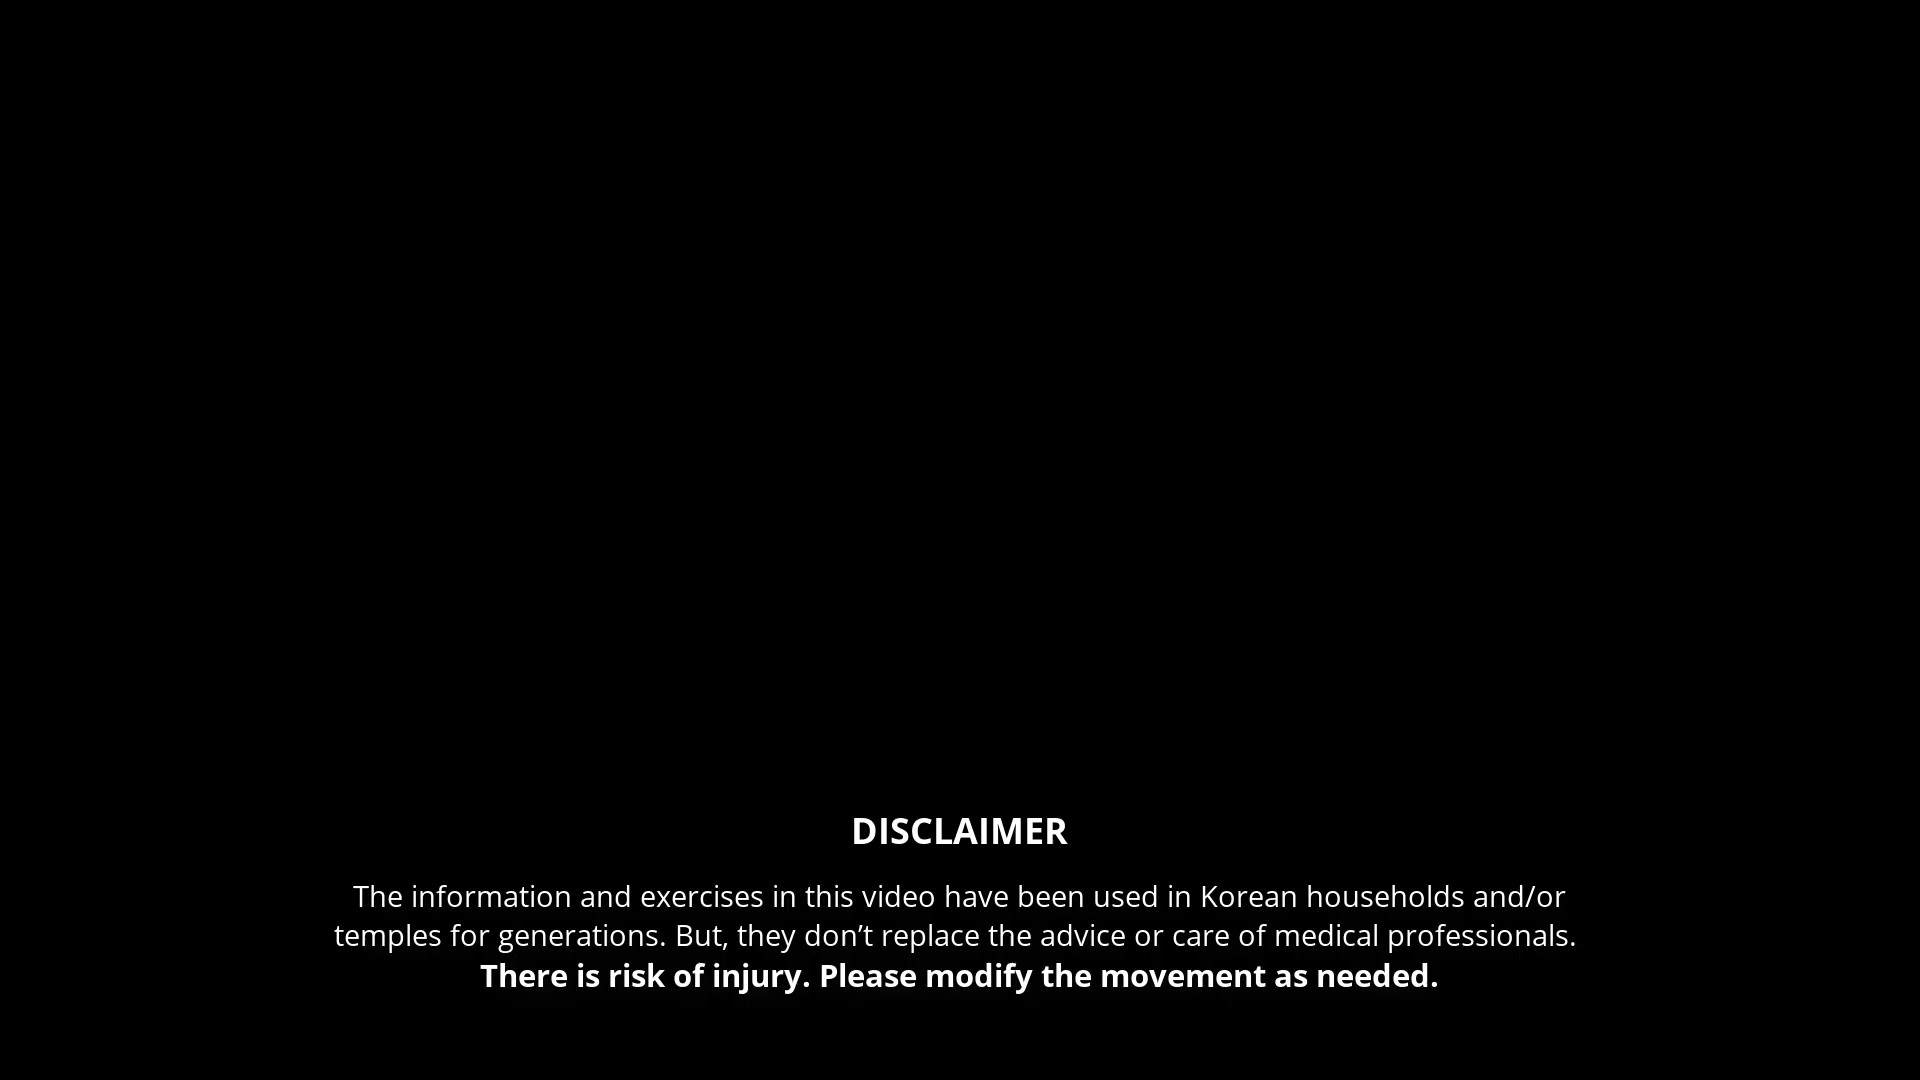 DISCLAIMER
The information and exercises in this video have been used in Korean households and/or
temples for generations. But, they don’t replace the advice or care of medical professionals.
There is risk of injury. Please modify the movement as needed.